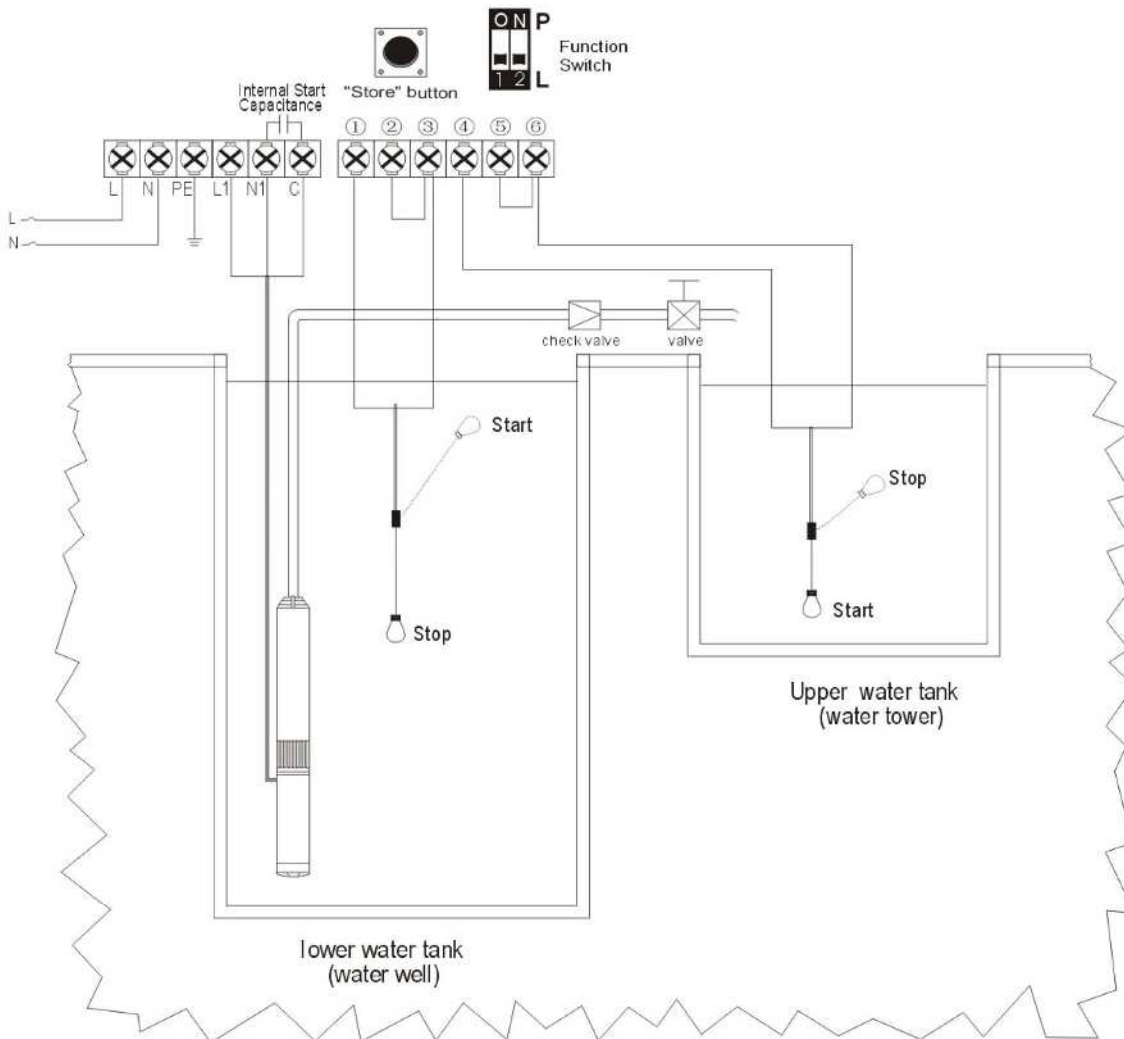 ON P
Function
Switch
1 2 L
Internal Start
Capacitance
"Store" button
① ② ③ ④ ⑤ ⑥
L N PE L1 N1 C
L
N
check valve
valve
Start
Stop
Stop
Start
Upper water tank
(water tower)
lower water tank
(water well)